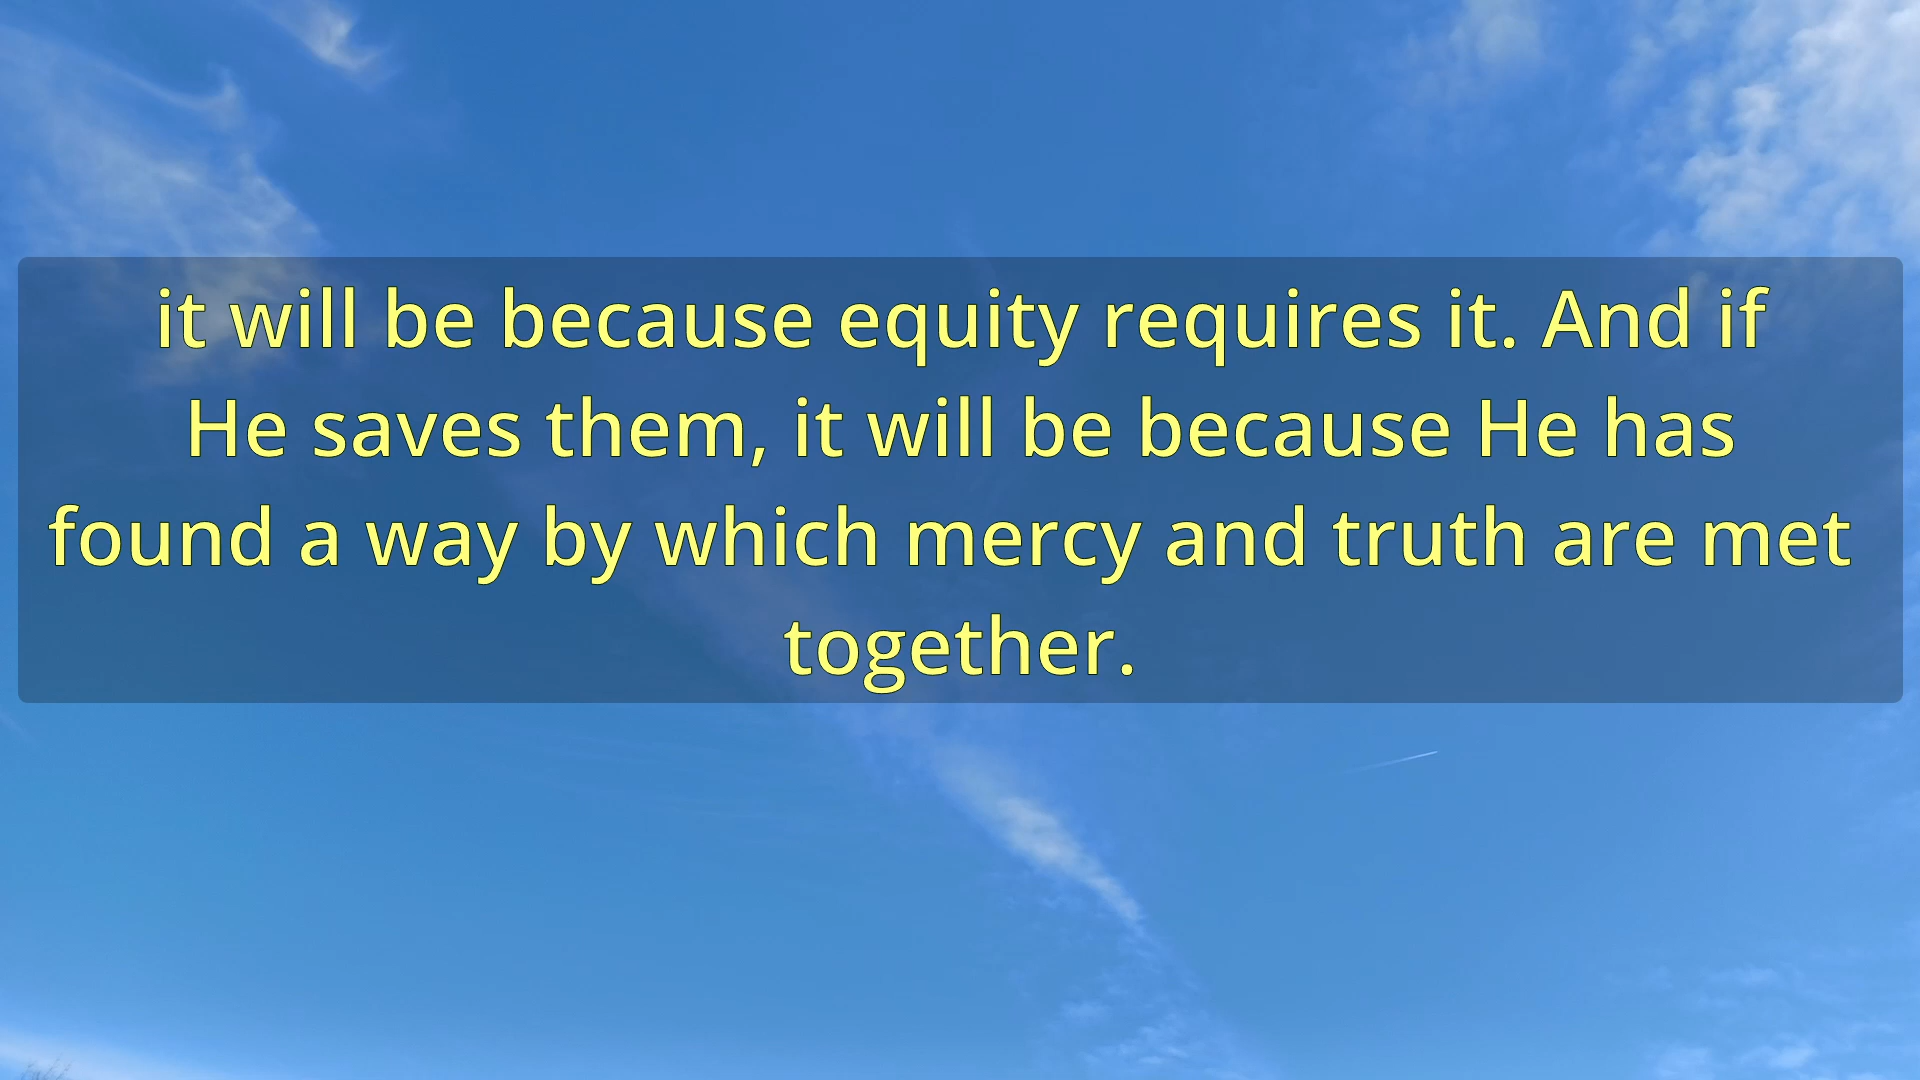 it will be because equity requires it. And if
He saves them, it will be because He has
found a way by which mercy and truth are met
together.